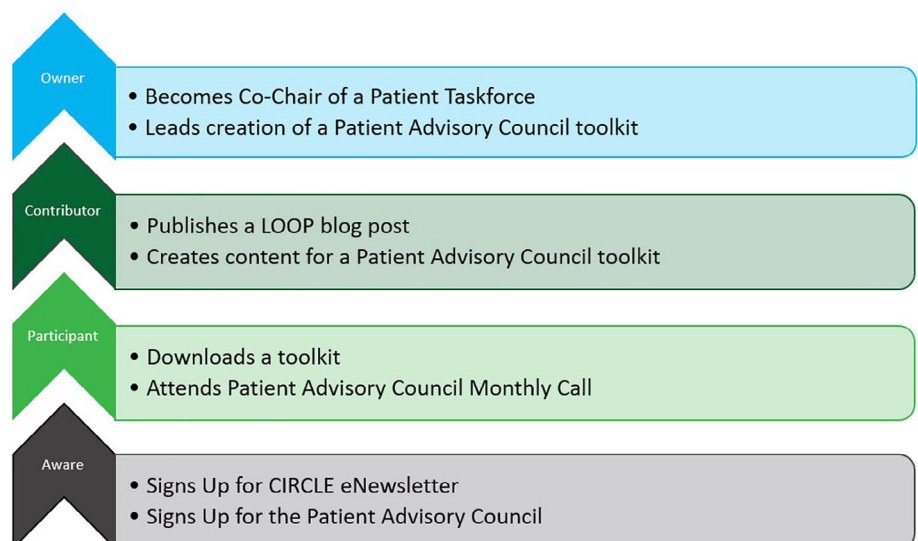 Owner
• Becomes Co-Chair of a Patient Taskforce
• Leads creation of a Patient Advisory Council toolkit
Contributor
• Publishes a LOOP blog post
• Creates content for a Patient Advisory Council toolkit
Participant
• Downloads a toolkit
• Attends Patient Advisory Council Monthly Call
Aware
• Signs Up for CIRCLE eNewsletter
• Signs Up for the Patient Advisory Council